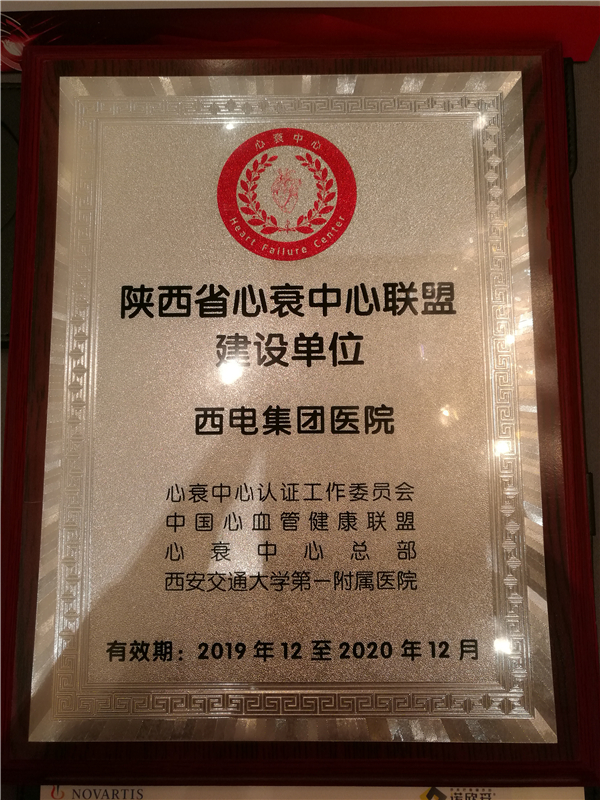 心衰中心
Heart Failure Center
陕西省心衰中心联盟
建设单位
西电集团医院
心衰中心认证工作委员会
中国心血管健康联盟
心衰中心总部
西安交通大学第一附属医院
有效期：2019年12至2020年12月
NOVARTIS
诺欣妥